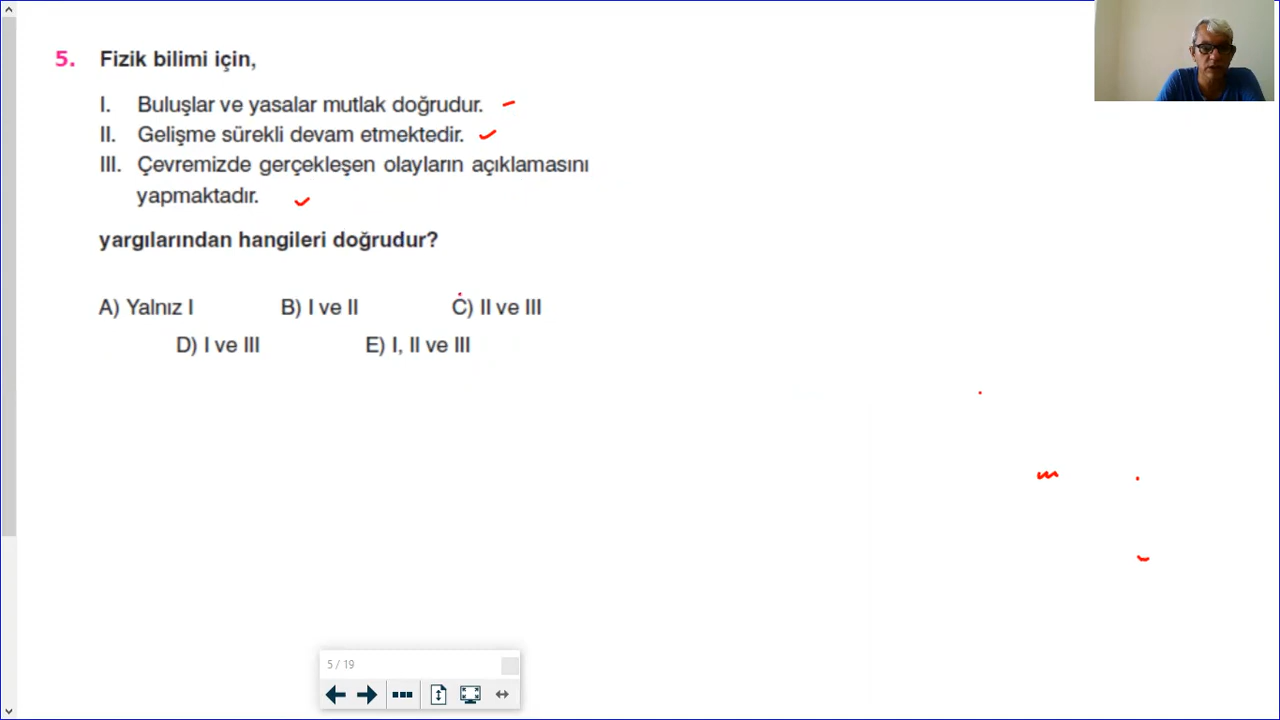 5. Fizik bilimi için,
I. Buluşlar ve yasalar mutlak doğrudur.
II. Gelişme sürekli devam etmektedir.
III. Çevremizde gerçekleşen olayların açıklamasını
yapmaktadır.
yargılarından hangileri doğrudur?
A) Yalnız I B) I ve II C) II ve III
D) I ve III E) I, II ve III
5 / 19